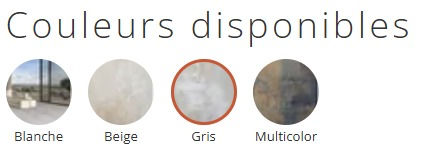 Couleurs disponibles
Blanche Beige Gris Multicolor